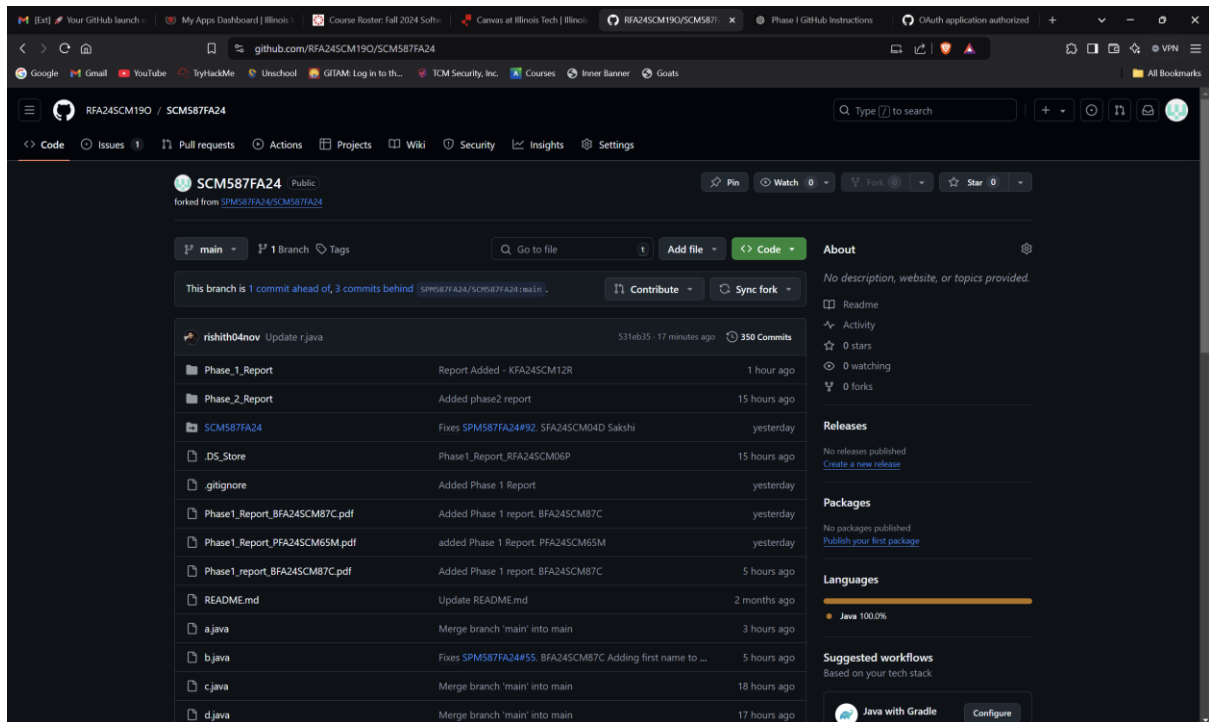 [Ext] 🚀 Your GitHub launch c
My Apps Dashboard | Illinois I
Course Roster: Fall 2024 Softw
Canvas at Illinois Tech | Illinois
RFA24SCM19O/SCM587F
Phase I GitHub Instructions
OAuth application authorized
github.com/RFA24SCM19O/SCM587FA24
VPN
Google Gmail YouTube TryHackMe Unschool GITAM: Log in to th... TCM Security, Inc. Courses Inner Banner Goats All Bookmarks
RFA24SCM19O / SCM587FA24
Type / to search
Code Issues 1 Pull requests Actions Projects Wiki Security Insights Settings
SCM587FA24 Public
Pin Watch 0 Fork 0 Star 0
forked from SPM587FA24/SCM587FA24
main 1 Branch Tags
Go to file t Add file Code
This branch is 1 commit ahead of, 3 commits behind SPM587FA24/SCM587FA24:main .
Contribute Sync fork
rishith04nov Update r.java 531eb35 · 17 minutes ago 350 Commits
Phase_1_Report Report Added - KFA24SCM12R 1 hour ago
Phase_2_Report Added phase2 report 15 hours ago
SCM587FA24 Fixes SPM587FA24#92. SFA24SCM04D Sakshi yesterday
.DS_Store Phase1_Report_RFA24SCM06P 15 hours ago
.gitignore Added Phase 1 Report yesterday
Phase1_Report_BFA24SCM87C.pdf Added Phase 1 report. BFA24SCM87C yesterday
Phase1_Report_PFA24SCM65M.pdf added Phase 1 Report. PFA24SCM65M yesterday
Phase1_report_BFA24SCM87C.pdf Added Phase 1 report. BFA24SCM87C 5 hours ago
README.md Update README.md 2 months ago
a.java Merge branch 'main' into main 3 hours ago
b.java Fixes SPM587FA24#55. BFA24SCM87C Adding first name to ... 5 hours ago
c.java Merge branch 'main' into main 18 hours ago
d.java Merge branch 'main' into main 17 hours ago
About
No description, website, or topics provided.
Readme
Activity
0 stars
0 watching
0 forks
Releases
No releases published
Create a new release
Packages
No packages published
Publish your first package
Languages
Java 100.0%
Suggested workflows
Based on your tech stack
Java with Gradle Configure